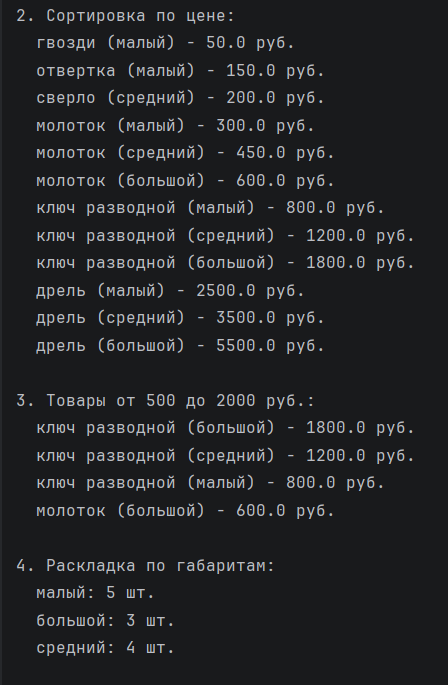 2. Сортировка по цене:
гвозди (малый) - 50.0 руб.
отвертка (малый) - 150.0 руб.
сверло (средний) - 200.0 руб.
молоток (малый) - 300.0 руб.
молоток (средний) - 450.0 руб.
молоток (большой) - 600.0 руб.
ключ разводной (малый) - 800.0 руб.
ключ разводной (средний) - 1200.0 руб.
ключ разводной (большой) - 1800.0 руб.
дрель (малый) - 2500.0 руб.
дрель (средний) - 3500.0 руб.
дрель (большой) - 5500.0 руб.
3. Товары от 500 до 2000 руб.:
ключ разводной (большой) - 1800.0 руб.
ключ разводной (средний) - 1200.0 руб.
ключ разводной (малый) - 800.0 руб.
молоток (большой) - 600.0 руб.
4. Раскладка по габаритам:
малый: 5 шт.
большой: 3 шт.
средний: 4 шт.